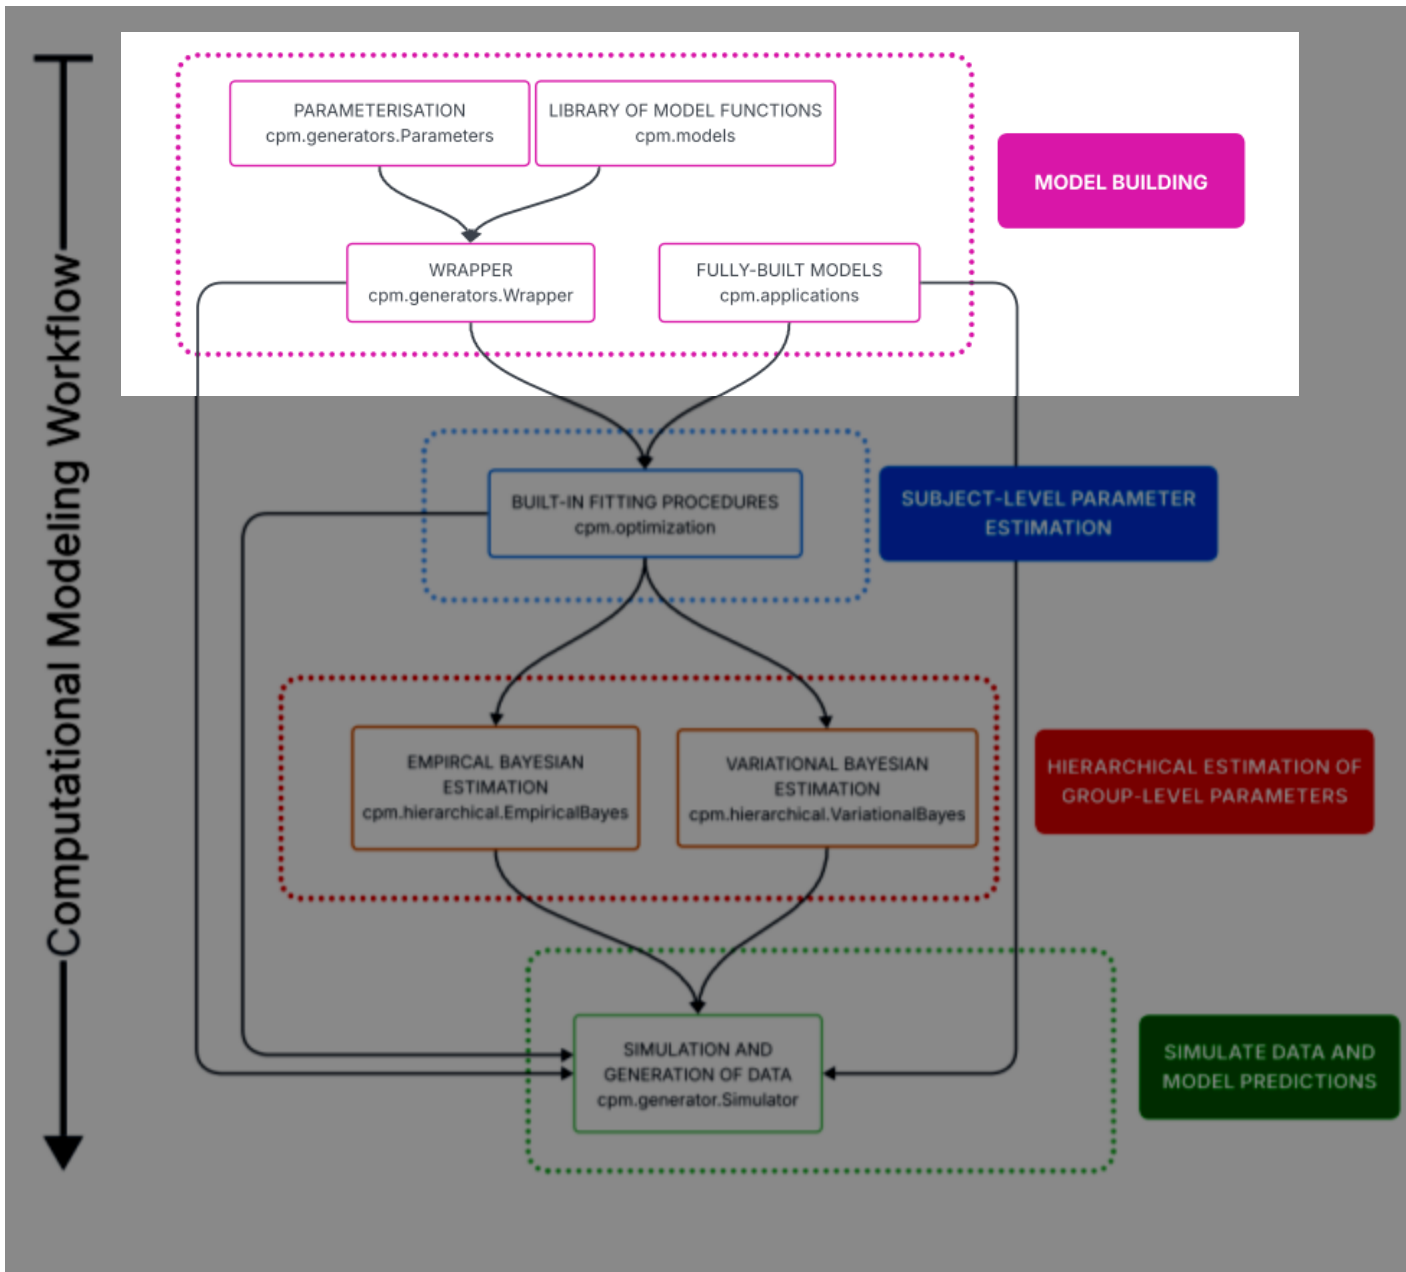 Computational Modeling Workflow
PARAMETERISATION
cpm.generators.Parameters
LIBRARY OF MODEL FUNCTIONS
cpm.models
MODEL BUILDING
WRAPPER
cpm.generators.Wrapper
FULLY-BUILT MODELS
cpm.applications
BUILT-IN FITTING PROCEDURES
cpm.optimization
SUBJECT-LEVEL PARAMETER
ESTIMATION
EMPIRCAL BAYESIAN
ESTIMATION
cpm.hierarchical.EmpiricalBayes
VARIATIONAL BAYESIAN
ESTIMATION
cpm.hierarchical.VariationalBayes
HIERARCHICAL ESTIMATION OF
GROUP-LEVEL PARAMETERS
SIMULATION AND
GENERATION OF DATA
cpm.generator.Simulator
SIMULATE DATA AND
MODEL PREDICTIONS